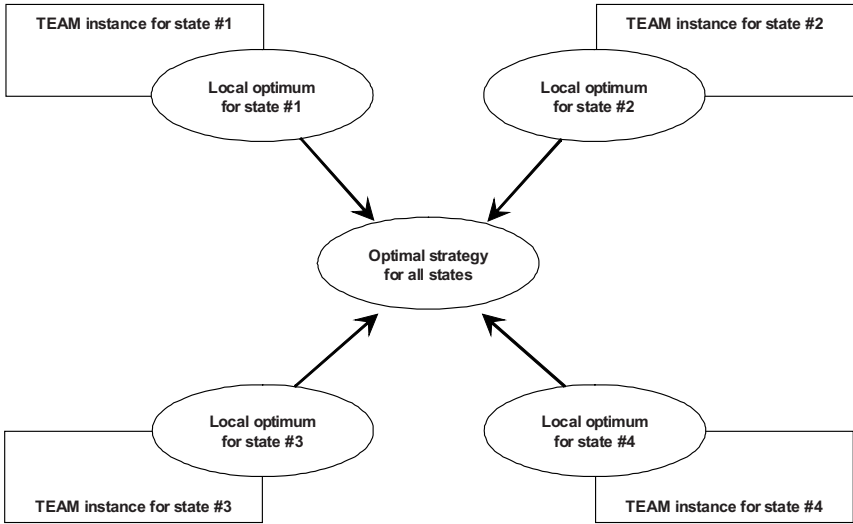 TEAM instance for state #1
TEAM instance for state #2
Local optimum
for state #1
Local optimum
for state #2
Optimal strategy
for all states
Local optimum
for state #3
Local optimum
for state #4
TEAM instance for state #3
TEAM instance for state #4